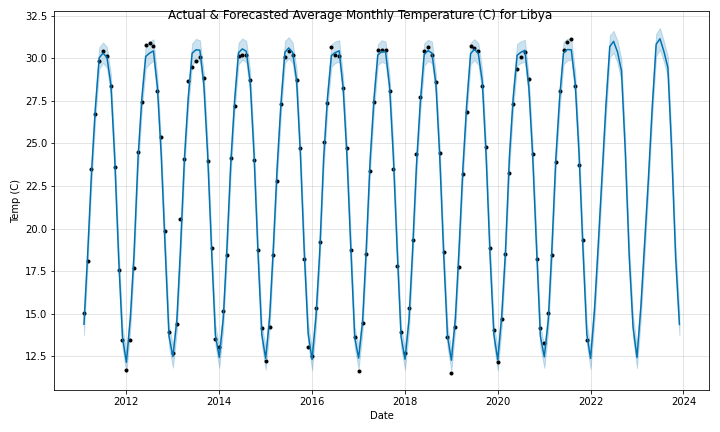 Actual & Forecasted Average Monthly Temperature (C) for Libya
32.5
30.0
27.5
25.0
22.5
20.0
17.5
15.0
12.5
Temp (C)
2012 2014 2016 2018 2020 2022 2024
Date